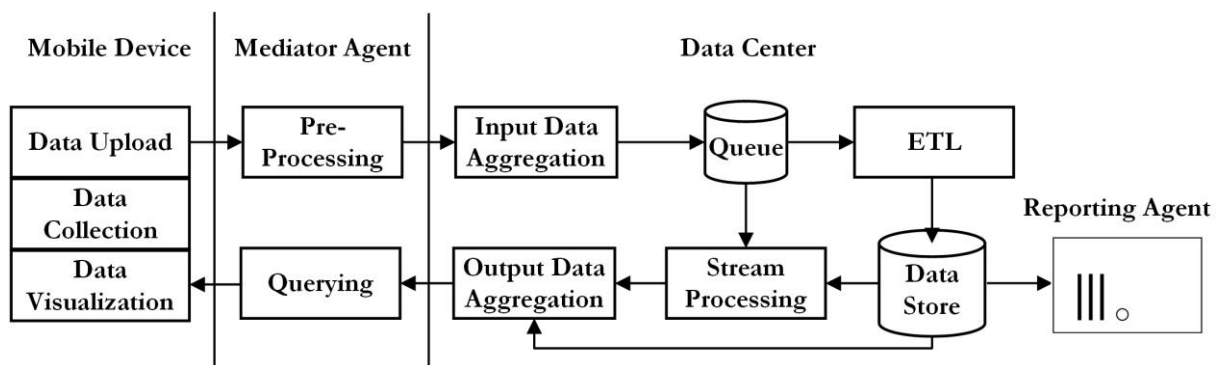 Mobile Device
Mediator Agent
Data Center
Data Upload
Pre-
Processing
Input Data
Aggregation
Queue
ETL
Data
Collection
Reporting Agent
Data
Visualization
Querying
Output Data
Aggregation
Stream
Processing
Data
Store